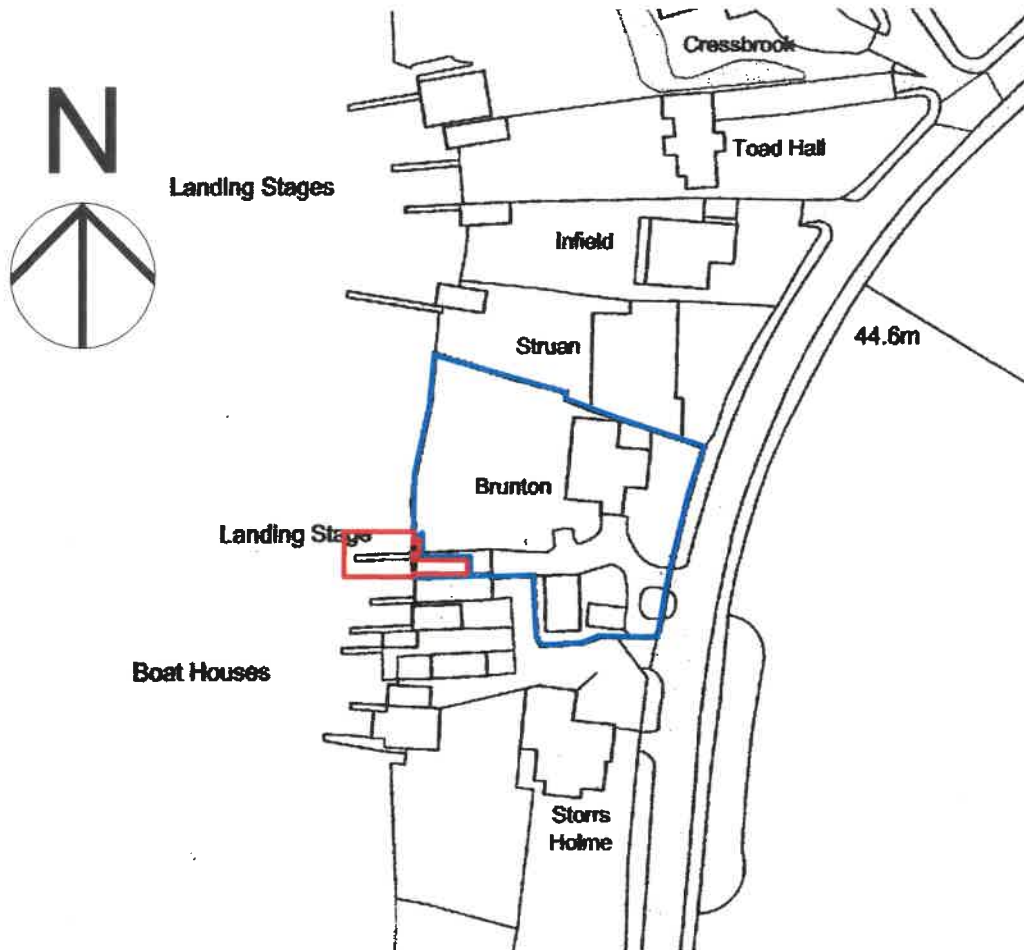 Cressbrook
N
Toad Hall
Landing Stages
Infield
44.6m
Struan
Brunton
Landing Stage
Boat Houses
Storrs
Holme